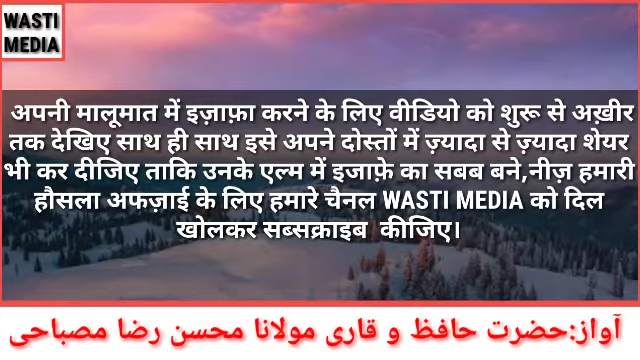 WASTI
MEDIA
अपनी मालूमात में इज़ाफ़ा करने के लिए वीडियो को शुरू से अख़ीर
तक देखिए साथ ही साथ इसे अपने दोस्तों में ज़्यादा से ज़्यादा शेयर
भी कर दीजिए ताकि उनके एल्म में इजाफ़े का सबब बने,नीज़ हमारी
हौसला अफज़ाई के लिए हमारे चैनल WASTI MEDIA को दिल
खोलकर सब्सक्राइब कीजिए।
آواز:حضرت حافظ و قاری مولانا محسن رضا مصباحی